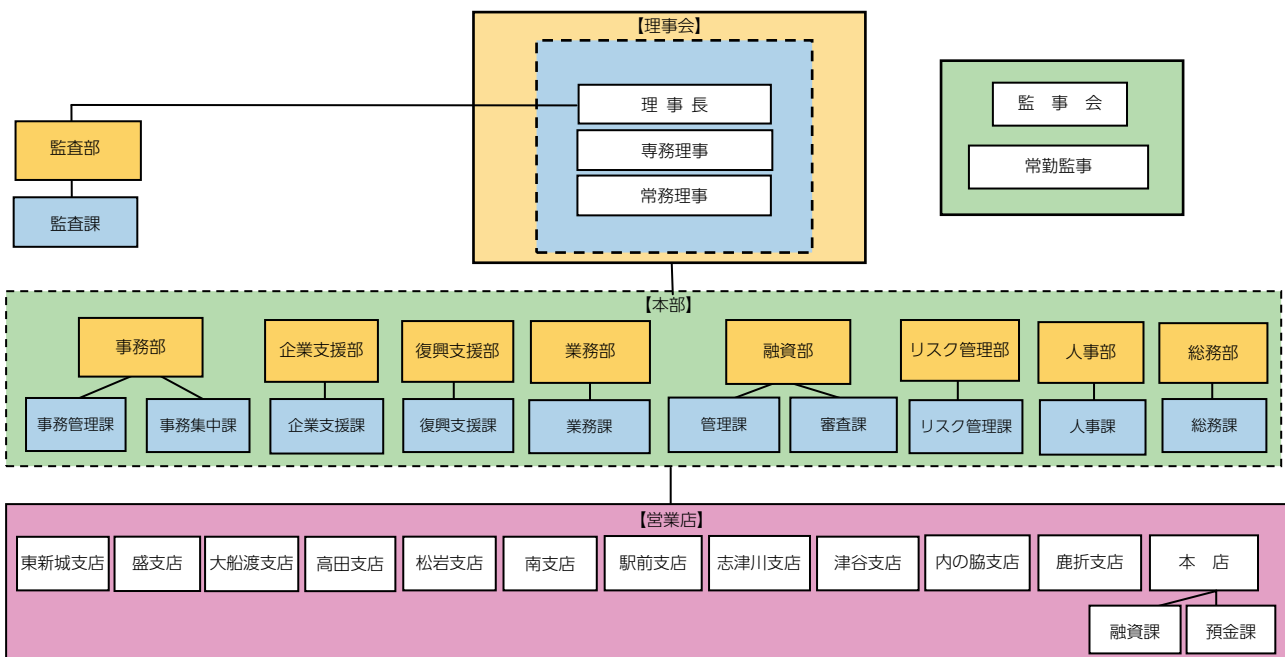 【理事会】
理 事 長
専務理事
常務理事
監 事 会
常勤監事
監査部
監査課
【本部】
事務部
企業支援部
復興支援部
業務部
融資部
リスク管理部
人事部
総務部
事務管理課
事務集中課
企業支援課
復興支援課
業務課
管理課
審査課
リスク管理課
人事課
総務課
【営業店】
東新城支店
盛支店
大船渡支店
高田支店
松岩支店
南支店
駅前支店
志津川支店
津谷支店
内の脇支店
鹿折支店
本 店
融資課
預金課